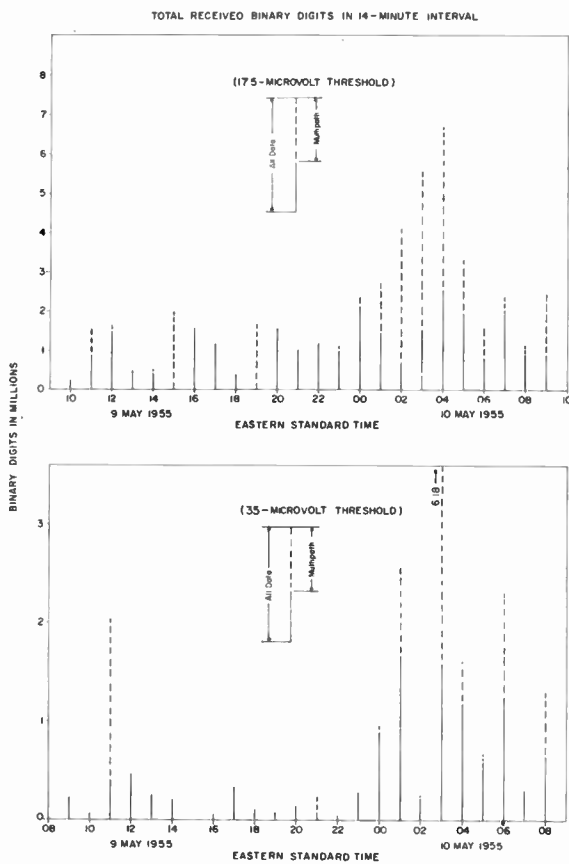 TOTAL RECEIVED BINARY DIGITS IN 14-MINUTE INTERVAL
BINARY DIGITS IN MILLIONS
(175-MICROVOLT THRESHOLD)
All Data
Multipath
8
7
6
5
4
3
2
1
0
10 12 14 16 18 20 22 00 02 04 06 08 10
9 MAY 1955 10 MAY 1955
EASTERN STANDARD TIME
(35-MICROVOLT THRESHOLD)
6.18
All Data
Multipath
3
2
1
0
08 10 12 14 16 18 20 22 00 02 04 06 08
9 MAY 1955 10 MAY 1955
EASTERN STANDARD TIME